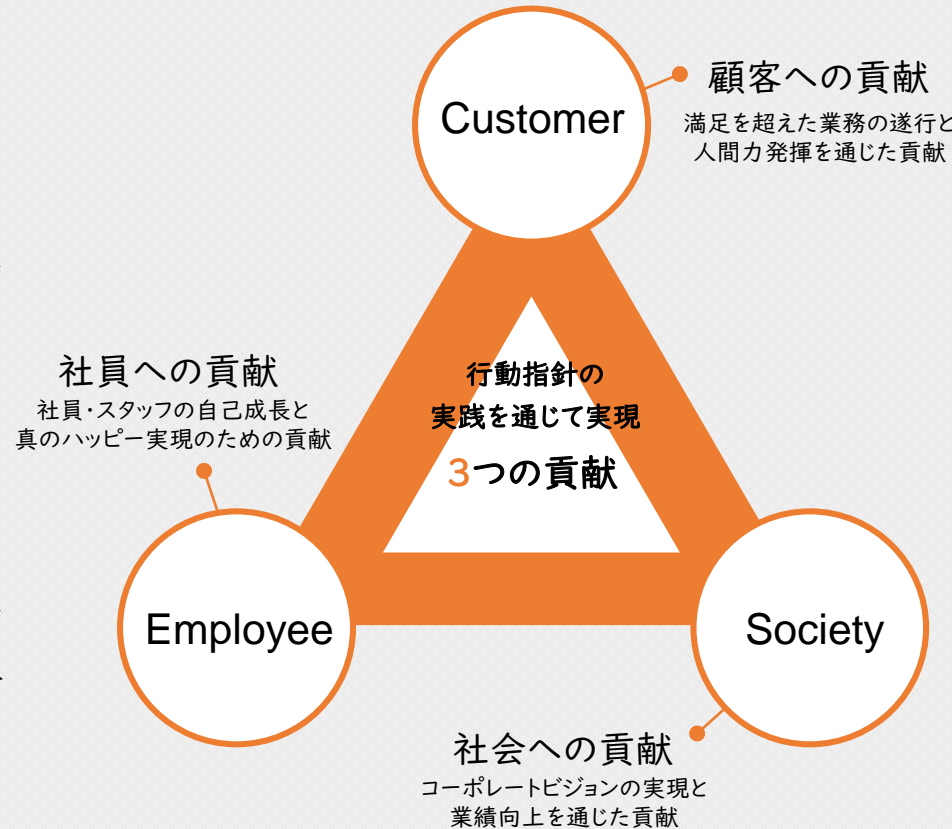 Customer
顧客への貢献
満足を超えた業務の遂行と
人間力発揮を通じた貢献
社員への貢献
社員・スタッフの自己成長と
真のハッピー実現のための貢献
行動指針の
実践を通じて実現
3つの貢献
Employee
Society
社会への貢献
コーポレートビジョンの実現と
業績向上を通じた貢献